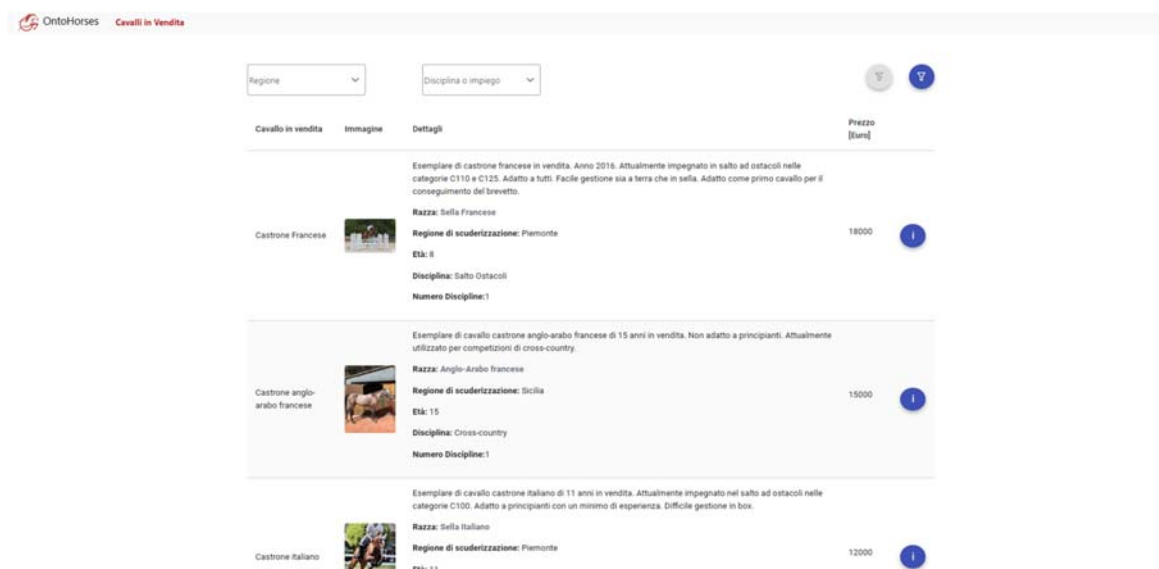 OntoHorses Cavalli in Vendita
Regione Disciplina o impiego
Cavallo in vendita Immagine Dettagli Prezzo
[Euro]
Esemplare di castrone francese in vendita. Anno 2016. Attualmente impegnato in salto ad ostacoli nelle
categorie C110 e C125. Adatto a tutti. Facile gestione sia a terra che in sella. Adatto come primo cavallo per il
conseguimento del brevetto.
Razza: Sella Francese
Castrone Francese Regione di scuderizzazione: Piemonte 18000 i
Età: 8
Disciplina: Salto Ostacoli
Numero Discipline:1
Esemplare di cavallo castrone anglo-arabo francese di 15 anni in vendita. Non adatto a principianti. Attualmente
utilizzato per competizioni di cross-country.
Razza: Anglo-Arabo francese
Castrone anglo-
arabo francese
Regione di scuderizzazione: Sicilia 15000 i
Età: 15
Disciplina: Cross-country
Numero Discipline:1
Esemplare di cavallo castrone italiano di 11 anni in vendita. Attualmente impegnato nel salto ad ostacoli nelle
categorie C100. Adatto a principianti con un minimo di esperienza. Difficile gestione in box.
Razza: Sella Italiano
Castrone italiano Regione di scuderizzazione: Piemonte 12000 i
Età: 11